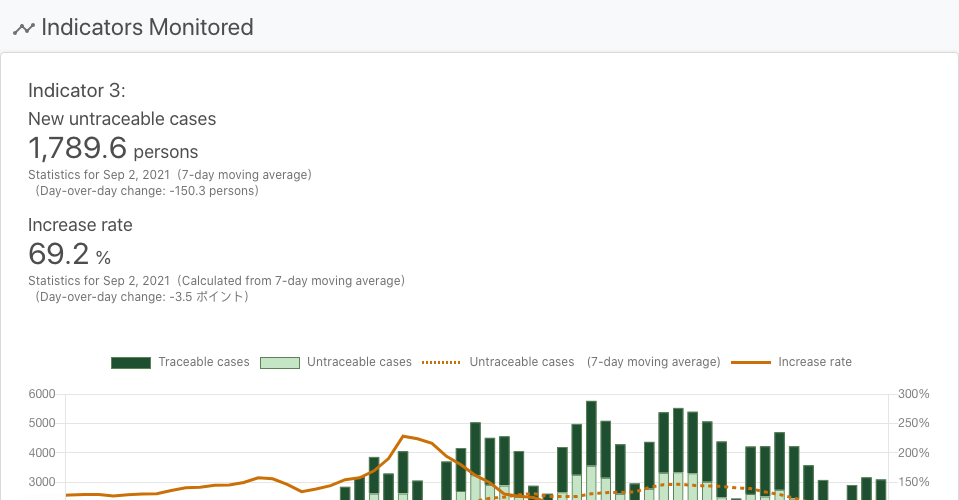 Indicators Monitored
Indicator 3:
New untraceable cases
1,789.6 persons
Statistics for Sep 2, 2021（7-day moving average）
（Day-over-day change: -150.3 persons）
Increase rate
69.2 %
Statistics for Sep 2, 2021（Calculated from 7-day moving average）
（Day-over-day change: -3.5 ポイント）
Traceable cases Untraceable cases Untraceable cases （7-day moving average） Increase rate
6000 300%
5000 250%
4000 200%
3000 150%